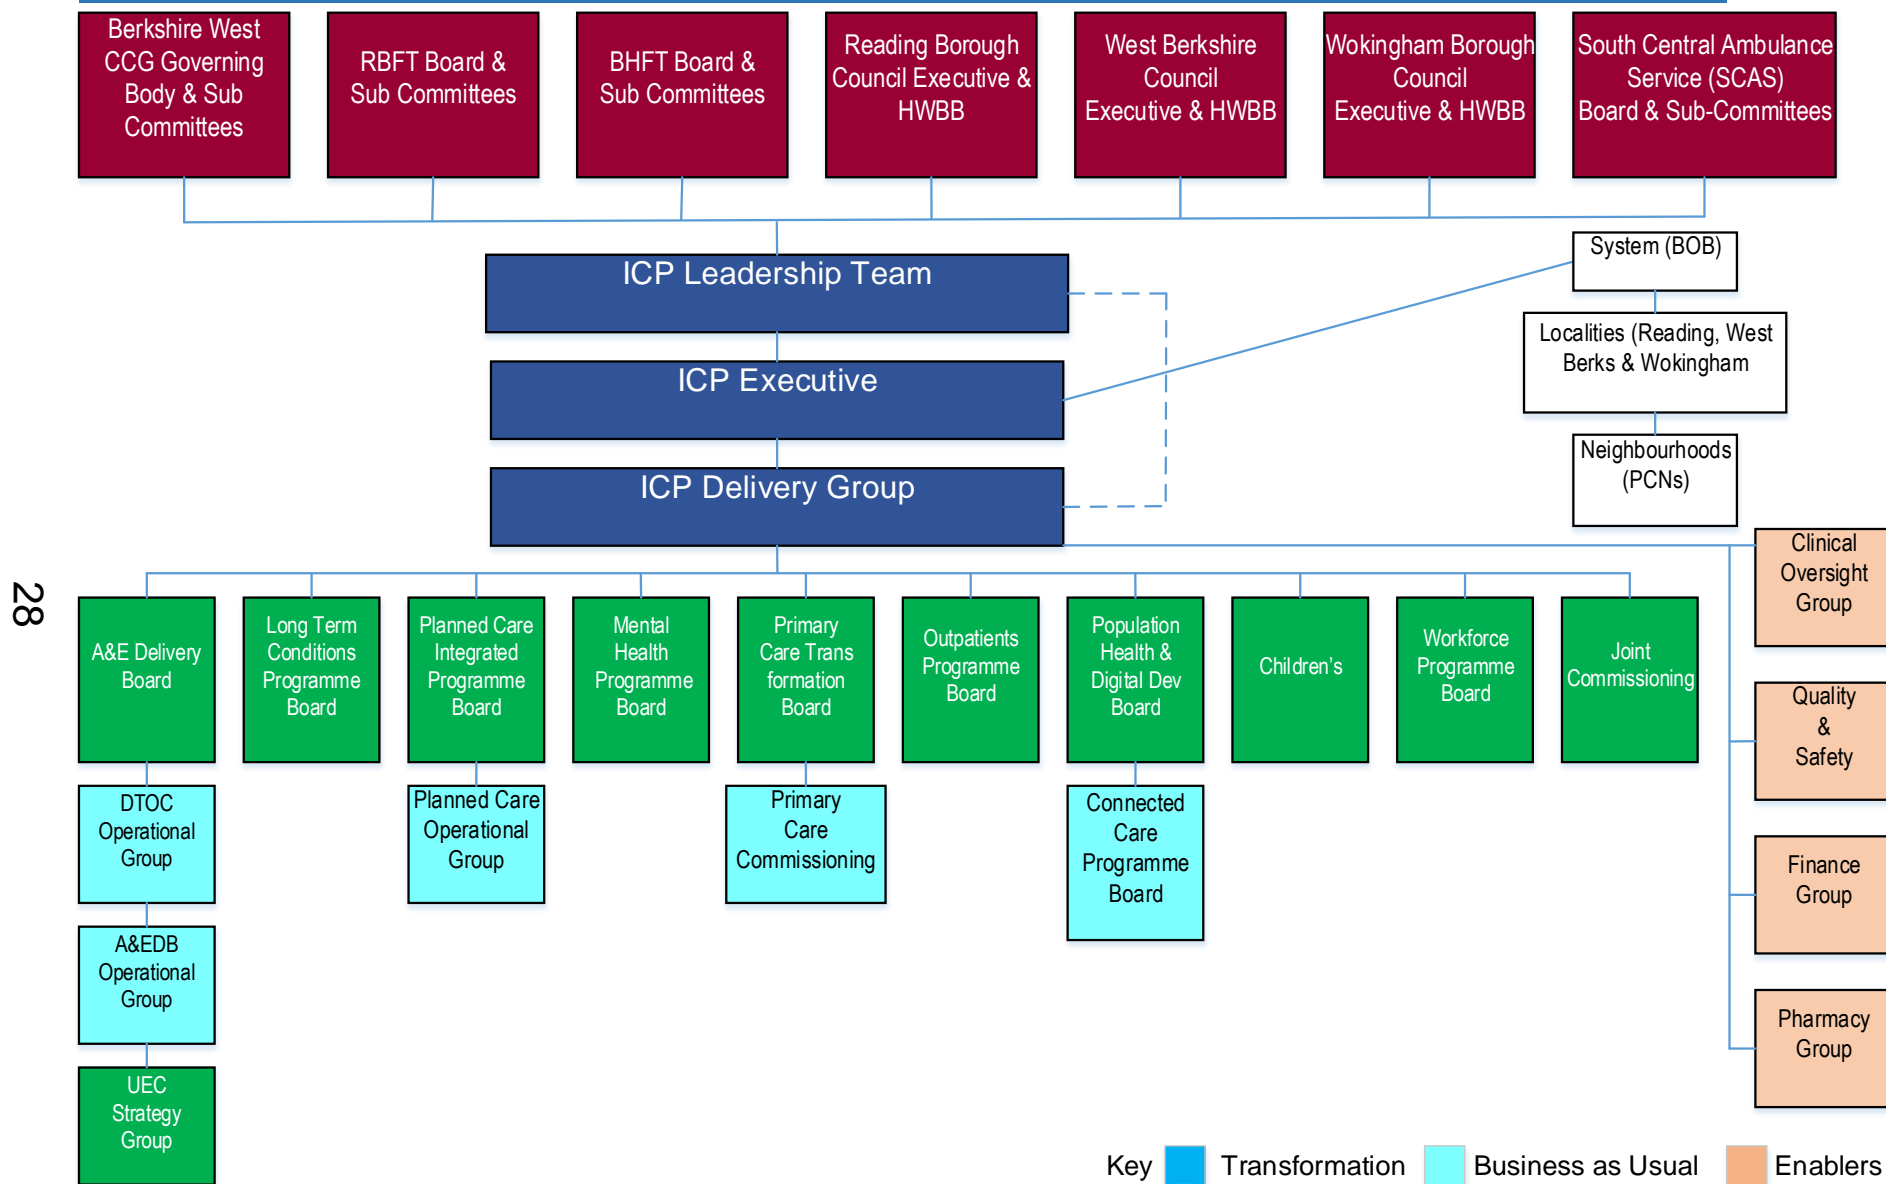 Berkshire West
CCG Governing
Body & Sub
Committees
RBFT Board &
Sub Committees
BHFT Board &
Sub Committees
Reading Borough
Council Executive &
HWBB
West Berkshire
Council
Executive & HWBB
Wokingham Borough
Council
Executive & HWBB
South Central Ambulance
Service (SCAS)
Board & Sub-Committees
ICP Leadership Team
System (BOB)
Localities (Reading, West
Berks & Wokingham
ICP Executive
Neighbourhoods
(PCNs)
ICP Delivery Group
28
A&E Delivery
Board
Long Term
Conditions
Programme
Board
Planned Care
Integrated
Programme
Board
Mental
Health
Programme
Board
Primary
Care Trans
formation
Board
Outpatients
Programme
Board
Population
Health &
Digital Dev
Board
Children's
Workforce
Programme
Board
Joint
Commissioning
Clinical
Oversight
Group
Quality
&
Safety
Finance
Group
Pharmacy
Group
DTOC
Operational
Group
Planned Care
Operational
Group
Primary
Care
Commissioning
Connected
Care
Programme
Board
A&EDB
Operational
Group
UEC
Strategy
Group
Key Transformation Business as Usual Enablers